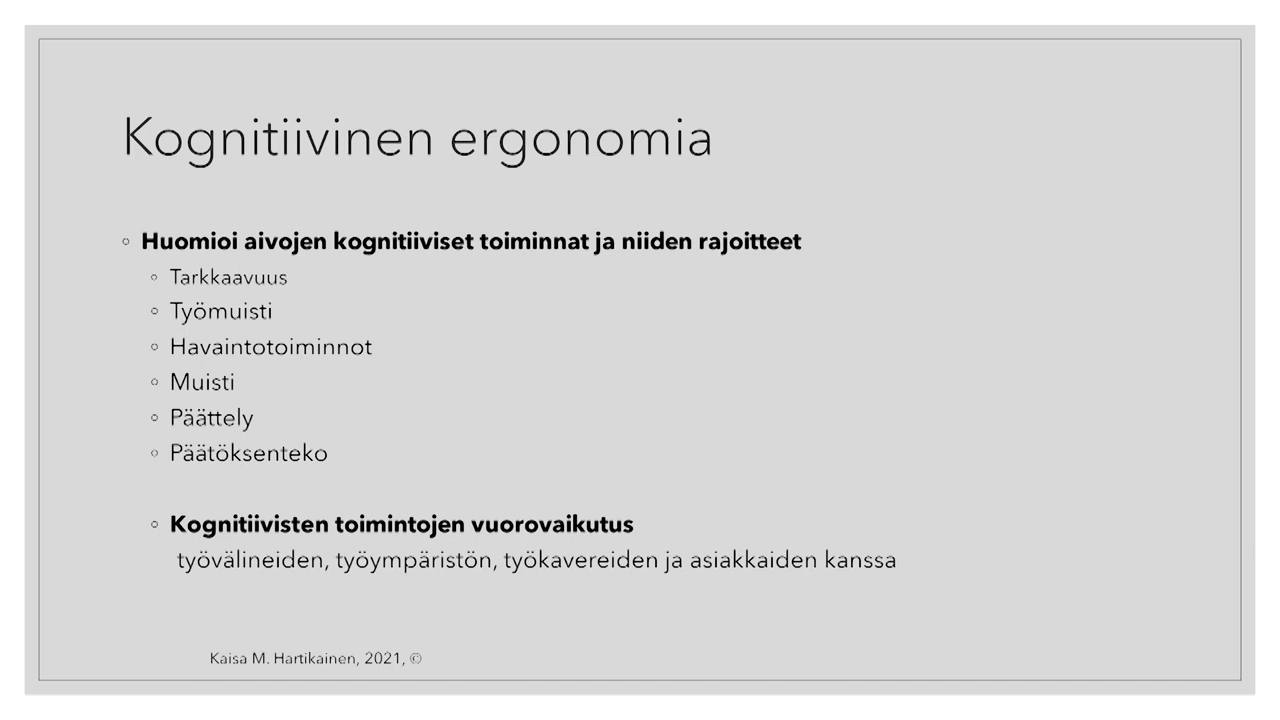 Kognitiivinen ergonomia
◦ Huomioi aivojen kognitiiviset toiminnat ja niiden rajoitteet
◦ Tarkkaavuus
◦ Työmuisti
◦ Havaintotoiminnot
◦ Muisti
◦ Päättely
◦ Päätöksenteko
◦ Kognitiivisten toimintojen vuorovaikutus
työvälineiden, työympäristön, työkavereiden ja asiakkaiden kanssa
Kaisa M. Hartikainen, 2021, ©